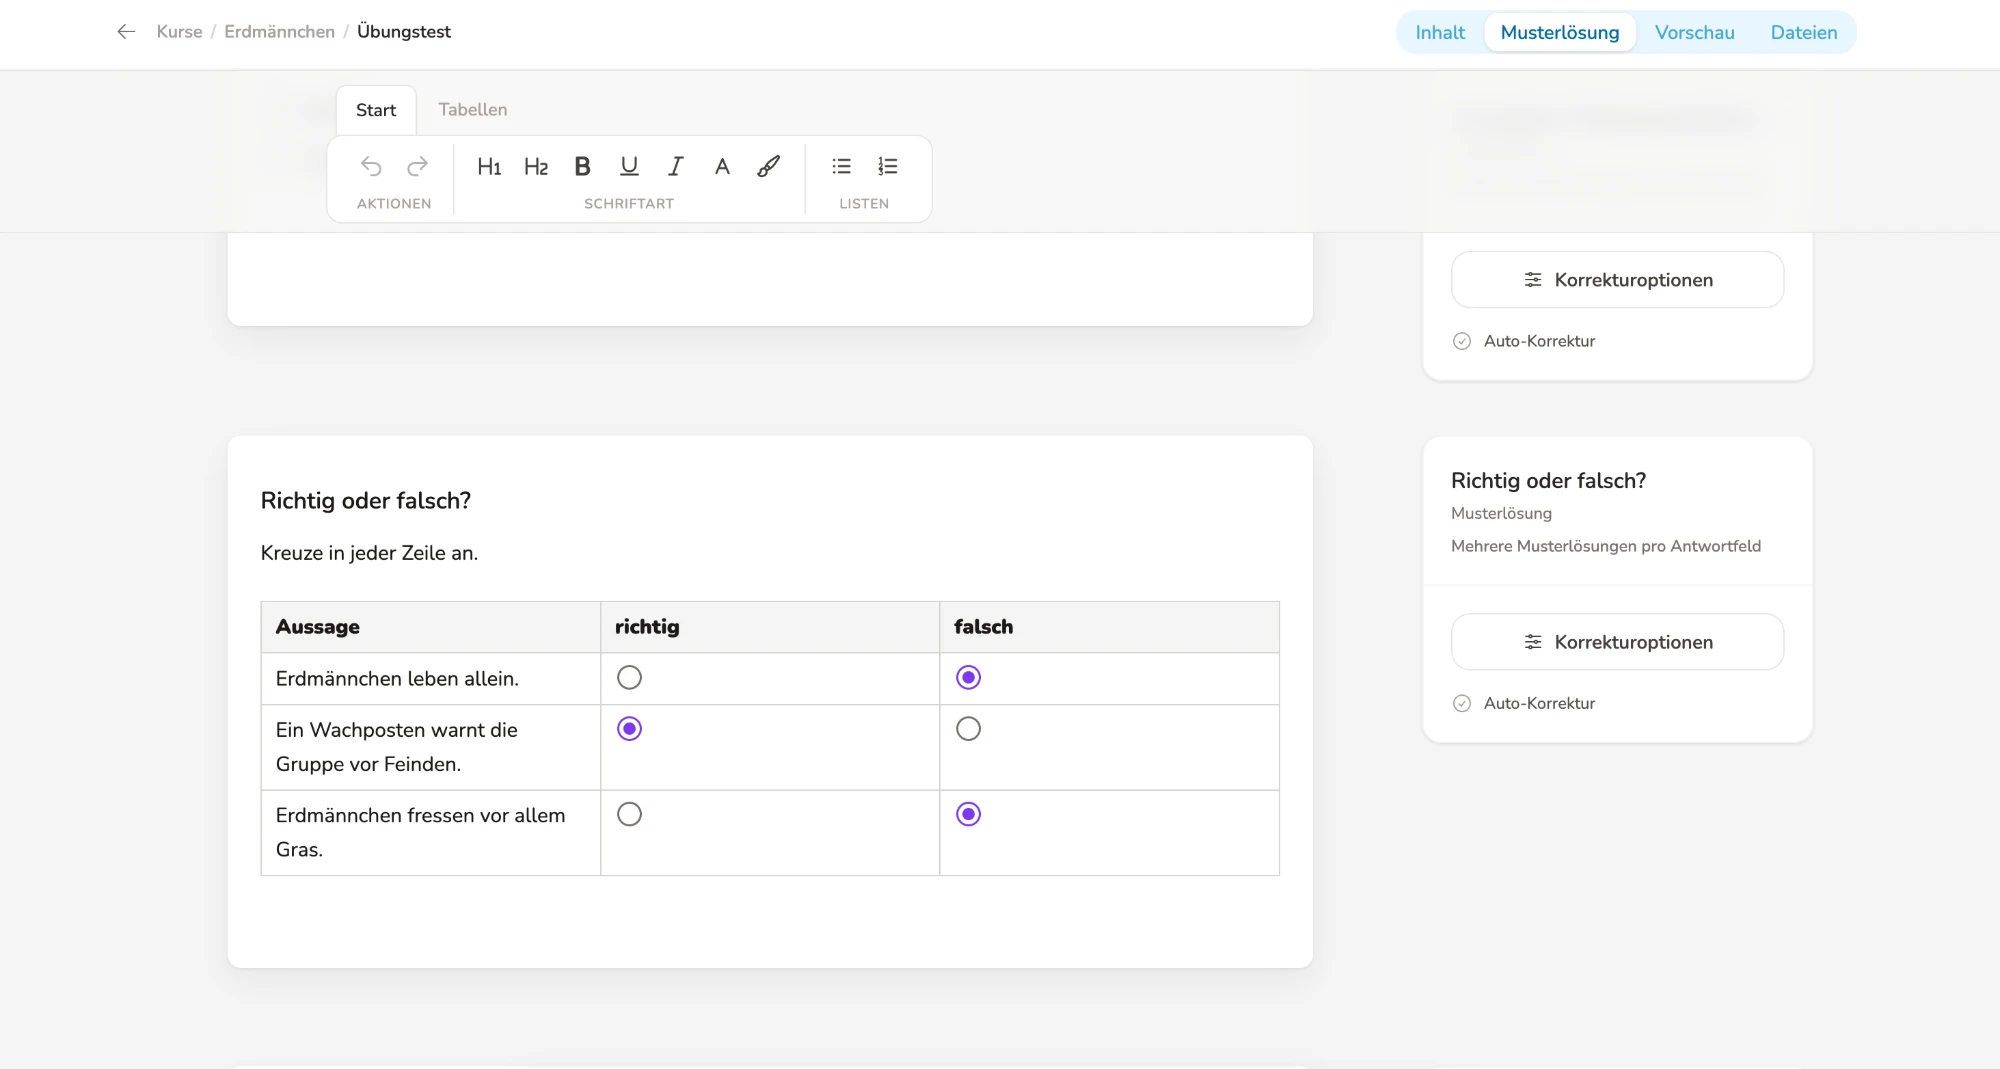 Kurse / Erdmännchen / Übungstest
Inhalt Musterlösung Vorschau Dateien
Start Tabellen
H1 H2 B U I A
AKTIONEN SCHRIFTART LISTEN
Korrekturoptionen
Auto-Korrektur
Richtig oder falsch?
Kreuze in jeder Zeile an.
Aussage richtig falsch
Erdmännchen leben allein.
Ein Wachposten warnt die
Gruppe vor Feinden.
Erdmännchen fressen vor allem
Gras.
Richtig oder falsch?
Musterlösung
Mehrere Musterlösungen pro Antwortfeld
Korrekturoptionen
Auto-Korrektur